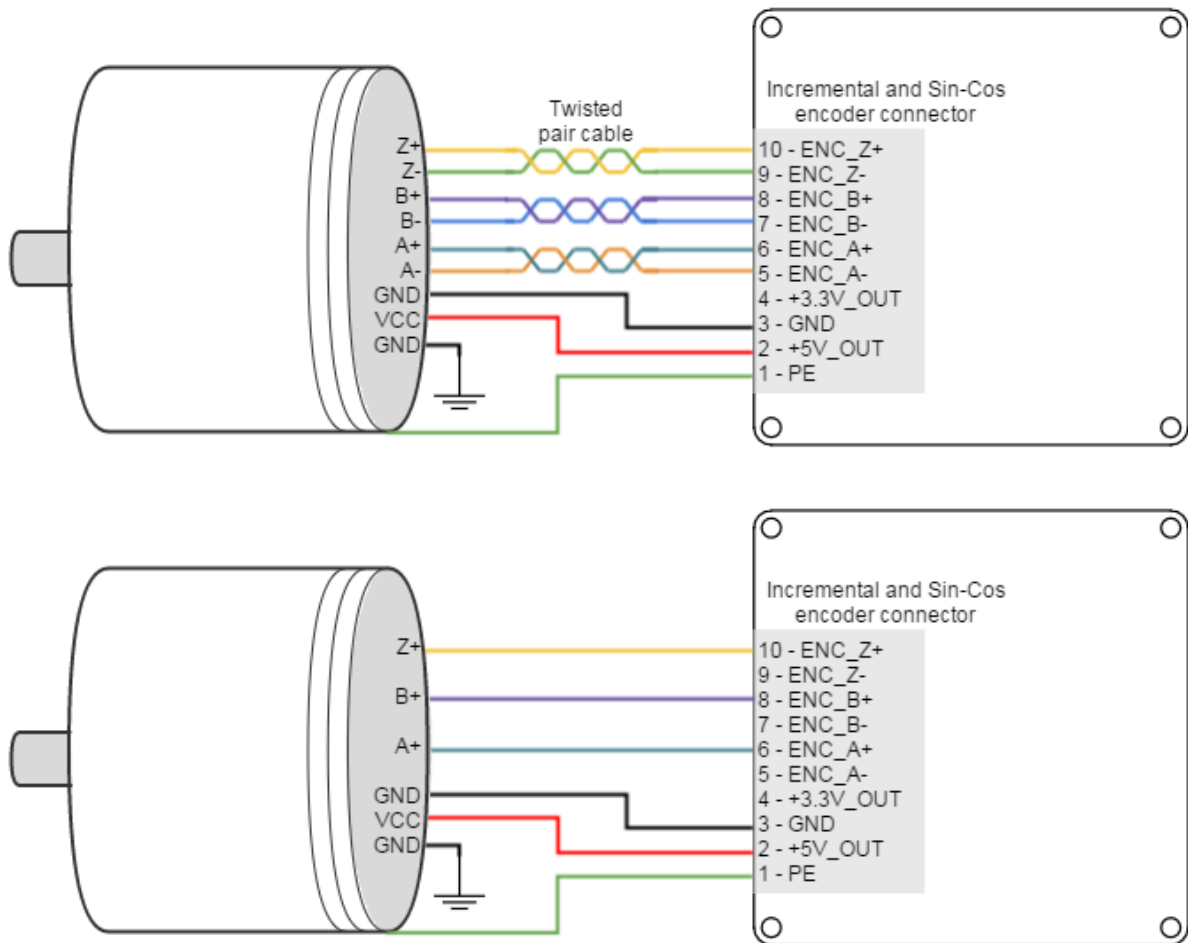 Incremental and Sin-Cos
encoder connector
Twisted
pair cable
Z+
Z-
B+
B-
A+
A-
GND
VCC
GND
10 - ENC_Z+
9 - ENC_Z-
8 - ENC_B+
7 - ENC_B-
6 - ENC_A+
5 - ENC_A-
4 - +3.3V_OUT
3 - GND
2 - +5V_OUT
1 - PE
Incremental and Sin-Cos
encoder connector
Z+
B+
A+
GND
VCC
GND
10 - ENC_Z+
9 - ENC_Z-
8 - ENC_B+
7 - ENC_B-
6 - ENC_A+
5 - ENC_A-
4 - +3.3V_OUT
3 - GND
2 - +5V_OUT
1 - PE